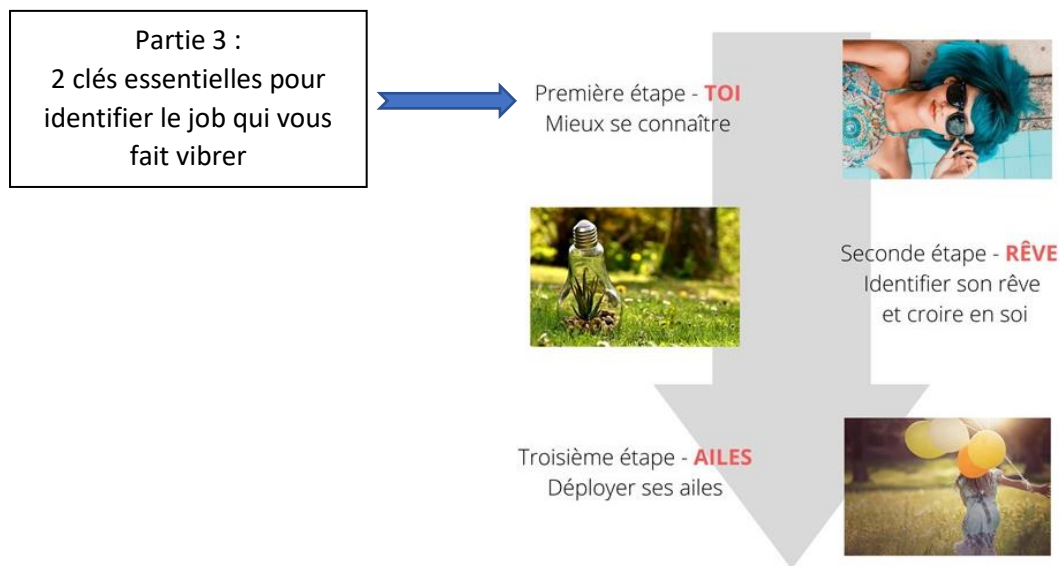 Partie 3 :
2 clés essentielles pour
identifier le job qui vous
fait vibrer
Première étape - TOI
Mieux se connaître
Seconde étape - RÊVE
Identifier son rêve
et croire en soi
Troisième étape - AILES
Déployer ses ailes